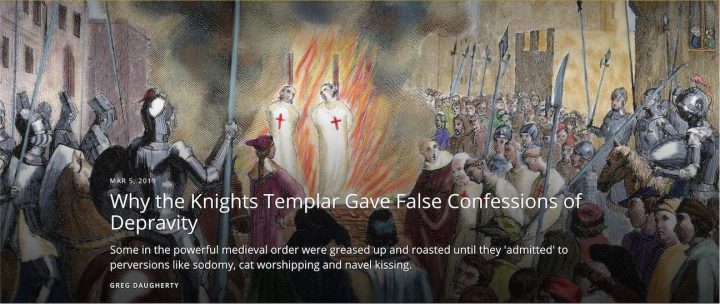 MAR 5, 2019
Why the Knights Templar Gave False Confessions of
Depravity
Some in the powerful medieval order were greased up and roasted until they 'admitted' to
perversions like sodomy, cat worshipping and navel kissing.
GREG DAUGHERTY